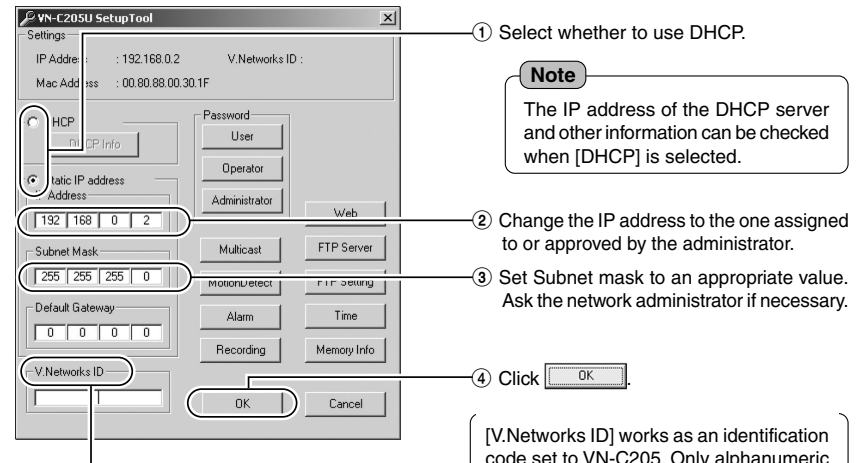 VN-C205U SetupTool
Settings
IP Address : 192.168.0.2 V.Networks ID :
Mac Address : 00.80.88.00.30.1F
DHCP
DHCP Info
Static IP address
IP Address
192 168 0 2
Subnet Mask
255 255 255 0
Default Gateway
0 0 0 0
V.Networks ID
Password
User
Operator
Administrator
Web
Multicast FTP Server
MotionDetect FTP Setting
Alarm Time
Recording Memory Info
OK Cancel
① Select whether to use DHCP.
Note
The IP address of the DHCP server
and other information can be checked
when [DHCP] is selected.
② Change the IP address to the one assigned
to or approved by the administrator.
③ Set Subnet mask to an appropriate value.
Ask the network administrator if necessary.
④ Click OK.
[V.Networks ID] works as an identification
code set to VN-C205. Only alphanumeric